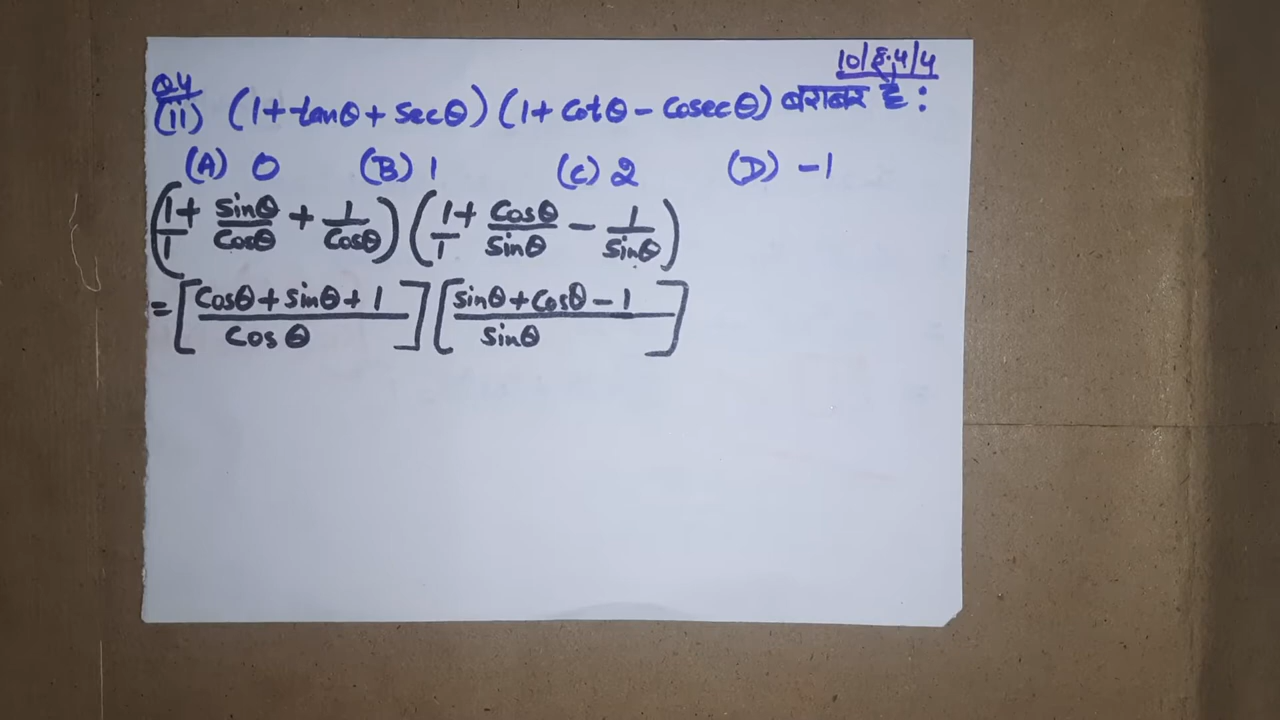 10/8.4/4
Q4
(ii) (1+tanθ+secθ)(1+cotθ-cosecθ) बराबर है:
(A) 0 (B) 1 (C) 2 (D) -1
(1/1 + sinθ/cosθ + 1/cosθ)(1/1 + cosθ/sinθ - 1/sinθ)
= [cosθ+sinθ+1/cosθ][sinθ+cosθ-1/sinθ]